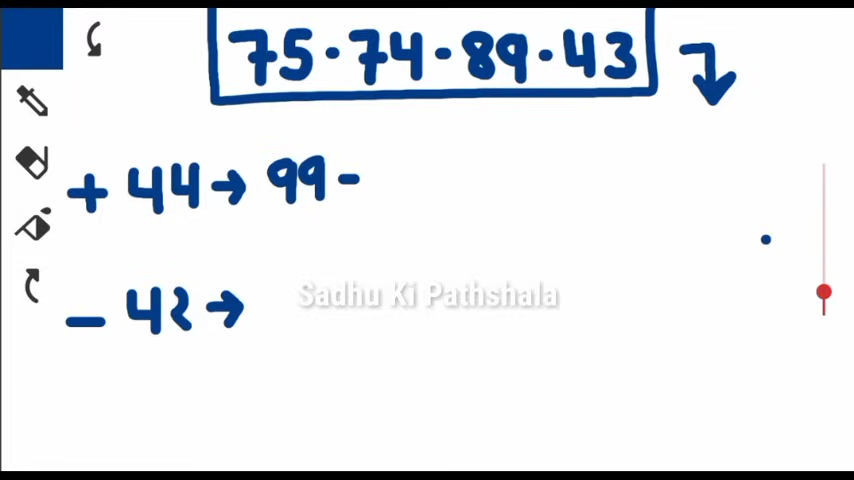 75·74·89·43
+ 44 → 99 -
- 42 →
Sadhu Ki Pathshala